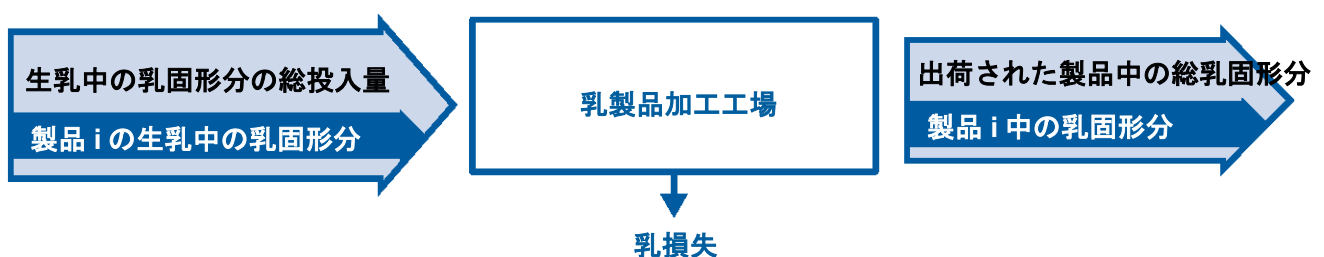 生乳中の乳固形分の総投入量
製品 i の生乳中の乳固形分
乳製品加工工場
乳損失
出荷された製品中の総乳固形分
製品 i 中の乳固形分